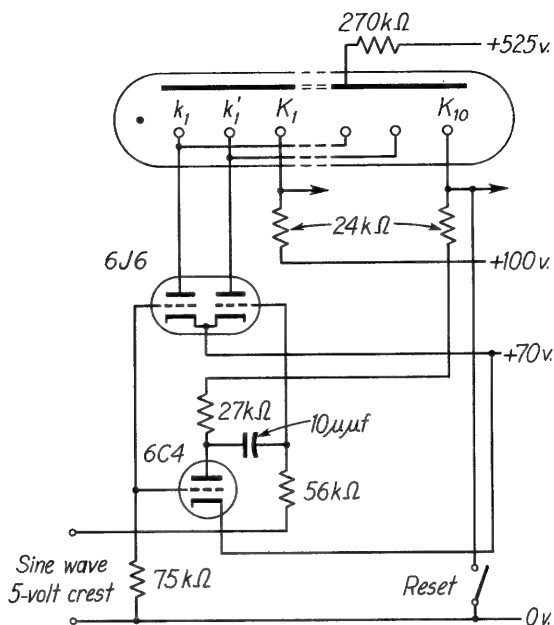 270kΩ
+525v.
k₁
k₁'
K₁
K₁₀
24kΩ
6J6
+100v.
+70v.
27kΩ
10μμf
6C4
56kΩ
Sine wave
5-volt crest
75kΩ
Reset
0v.